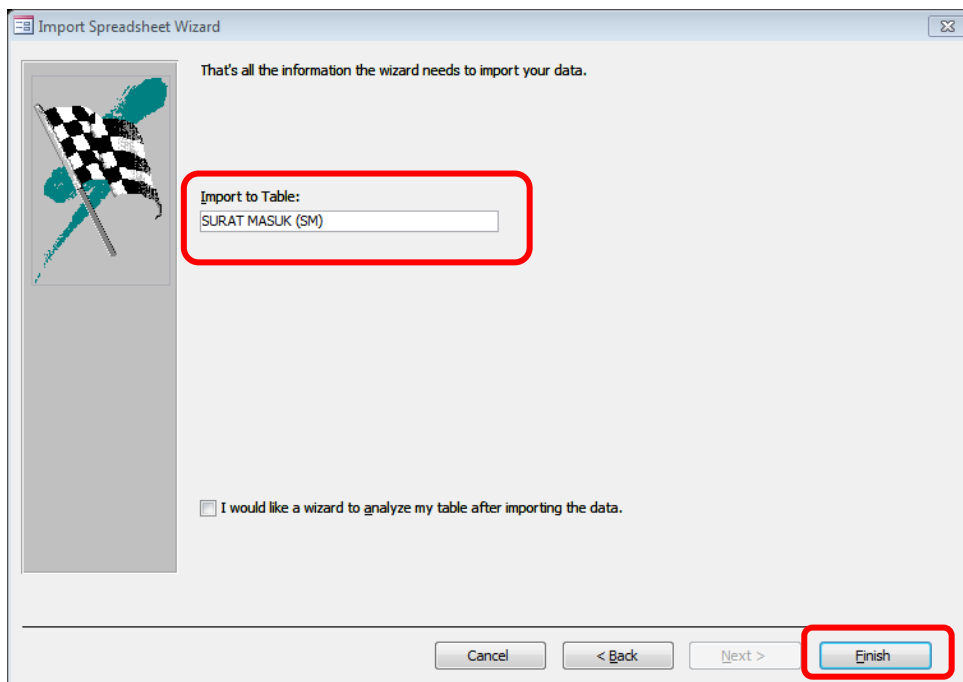 Import Spreadsheet Wizard
That's all the information the wizard needs to import your data.
Import to Table:
SURAT MASUK (SM)
I would like a wizard to analyze my table after importing the data.
Cancel
< Back
Next >
Finish